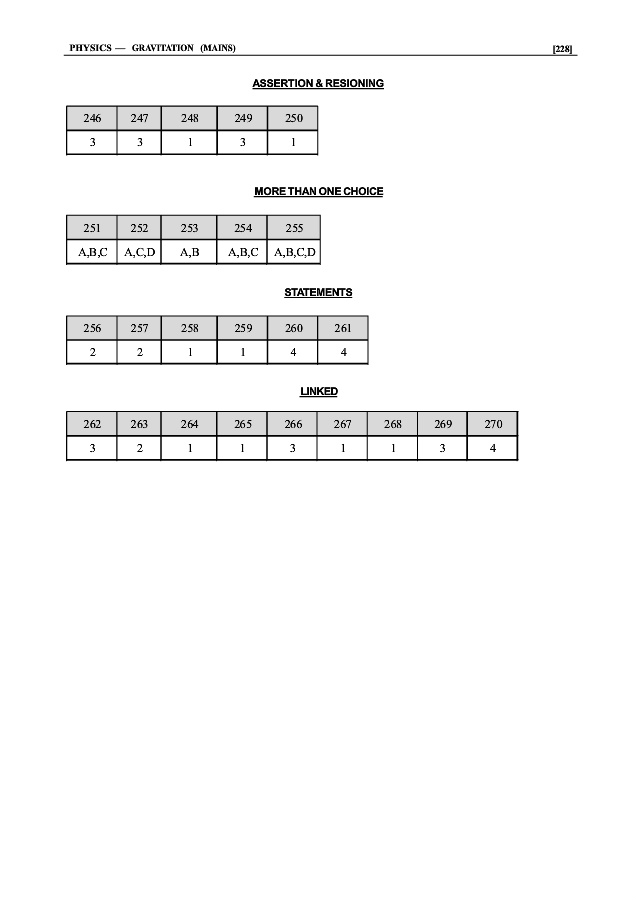 PHYSICS — GRAVITATION (MAINS) [228]
ASSERTION & RESIONING
246 247 248 249 250
3 3 1 3 1
MORE THAN ONE CHOICE
251 252 253 254 255
A,B,C A,C,D A,B A,B,C A,B,C,D
STATEMENTS
256 257 258 259 260 261
2 2 1 1 4 4
LINKED
262 263 264 265 266 267 268 269 270
3 2 1 1 3 1 1 3 4